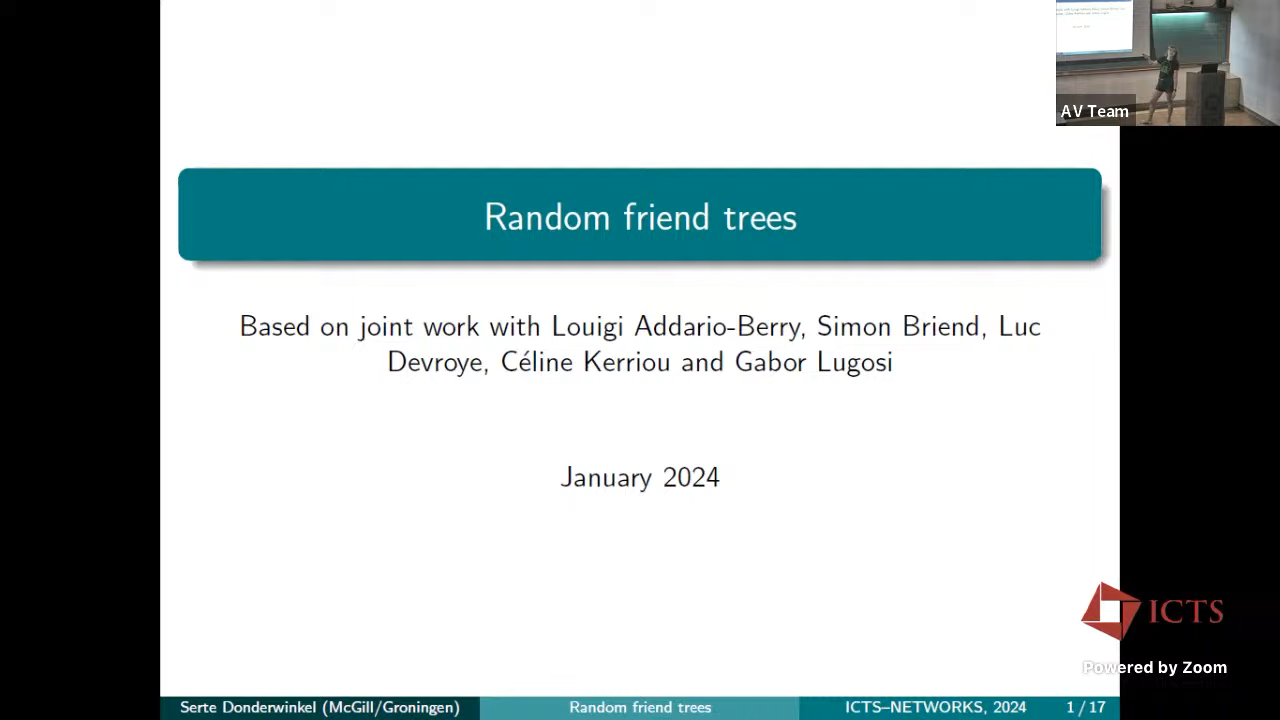 AV Team
Random friend trees
Based on joint work with Louigi Addario-Berry, Simon Briend, Luc
Devroye, Céline Kerriou and Gabor Lugosi
January 2024
ICTS
Powered by Zoom
Serte Donderwinkel (McGill/Groningen)
Random friend trees
ICTS–NETWORKS, 2024
1 / 17